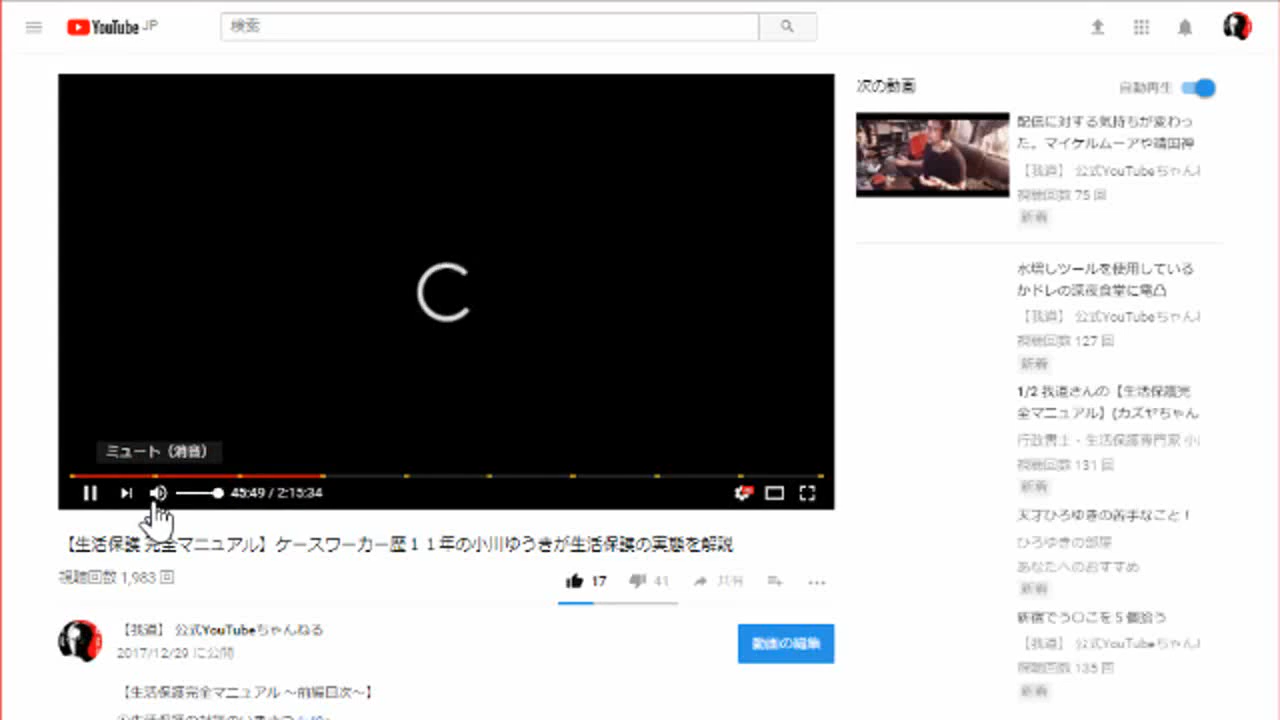 YouTube JP
検索
次の動画
自動再生
配信に対する気持ちが変わっ
た。マイケルムーアや靖国神
【我道】 公式YouTubeちゃんね
視聴回数 75 回
新着
水増しツールを使用している
かドレの深夜食堂に電凸
【我道】 公式YouTubeちゃんね
視聴回数 127 回
新着
1/2 我道さんの【生活保護完
全マニュアル】(カズヤちゃん
行政書士・生活保護専門家 小
視聴回数 131 回
新着
天才ひろゆきの苦手なこと！
ひろゆきの部屋
あなたへのおすすめ
新着
新宿でう〇こを５個拾う
【我道】 公式YouTubeちゃんね
視聴回数 135 回
新着
ミュート（消音）
45:49 / 2:15:34
【生活保護 完全マニュアル】ケースワーカー歴１１年の小川ゆうきが生活保護の実態を解説
視聴回数 1,983 回
17
41
共有
【我道】 公式YouTubeちゃんねる
2017/12/29 に公開
動画の編集
【生活保護完全マニュアル ～前編目次～】